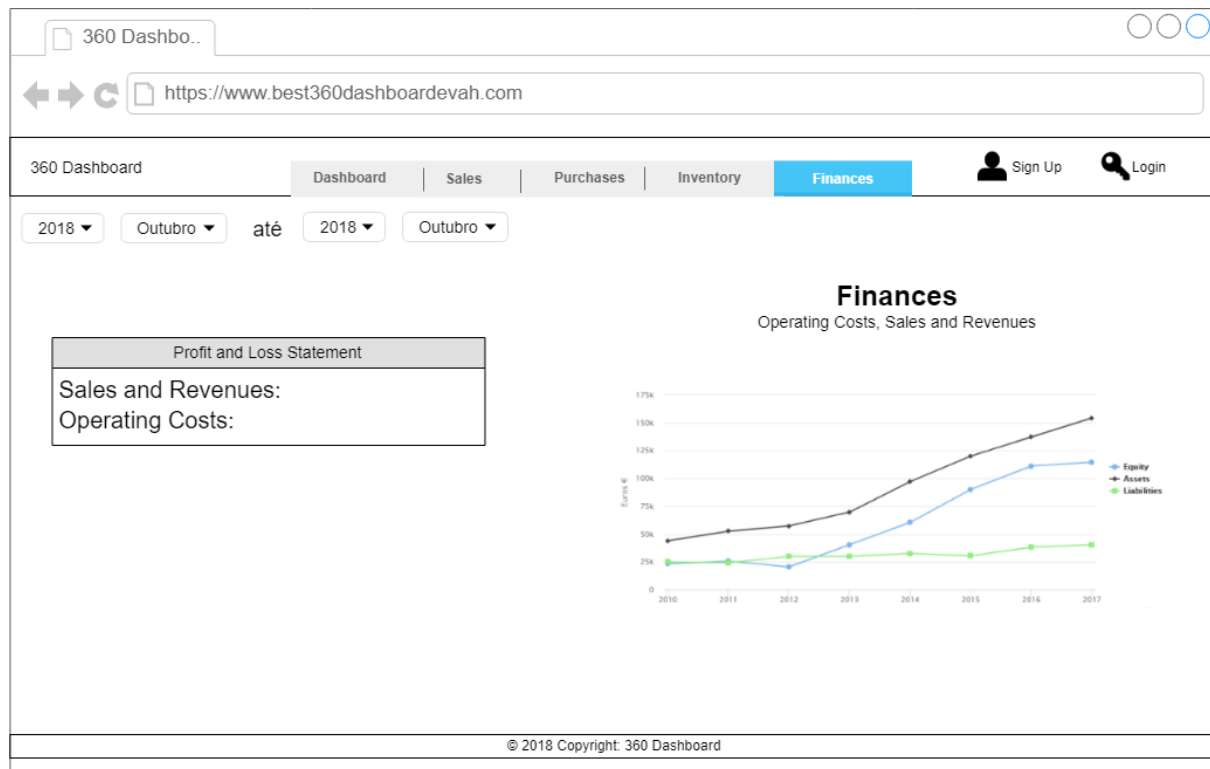 360 Dashbo..
https://www.best360dashboardevah.com
360 Dashboard
Dashboard
Sales
Purchases
Inventory
Finances
Sign Up
Login
2018
Outubro
até
2018
Outubro
Profit and Loss Statement
Sales and Revenues:
Operating Costs:
Finances
Operating Costs, Sales and Revenues
Euros €
175k
150k
125k
100k
75k
50k
25k
0
2010 2011 2012 2013 2014 2015 2016 2017
Equity
Assets
Liabilities
© 2018 Copyright: 360 Dashboard